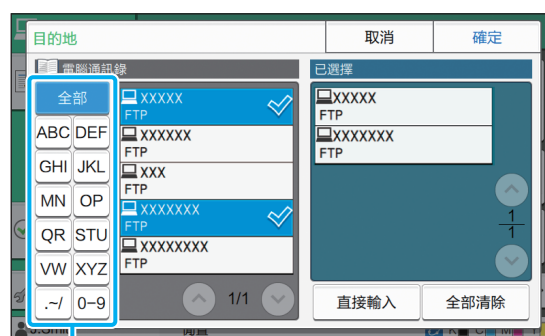 目的地
取消
確定
電腦通訊錄
已選擇
全部
ABC DEF
GHI JKL
MN OP
QR STU
VW XYZ
.~/ 0-9
XXXXX
FTP
XXXXXX
FTP
XXX
FTP
XXXXXXX
FTP
XXXXXXXX
FTP
1/1
XXXXX
FTP
XXXXXXX
FTP
1
1
直接輸入
全部清除